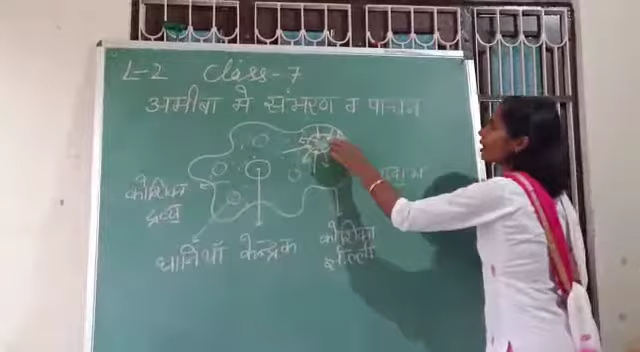 L-2 Class-7
अमीबा में संभरण व पाचन
कोशिका
द्रव्य
धानियाँ केन्द्रक कोशिका
झिल्ली